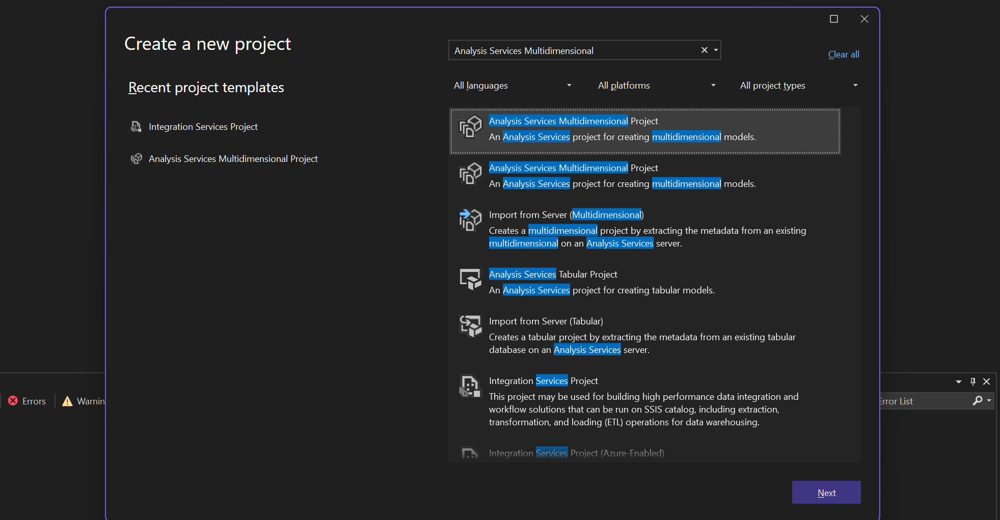 Create a new project
Analysis Services Multidimensional
Clear all
Recent project templates
All languages
All platforms
All project types
Integration Services Project
Analysis Services Multidimensional Project
Analysis Services Multidimensional Project
An Analysis Services project for creating multidimensional models.
Analysis Services Multidimensional Project
An Analysis Services project for creating multidimensional models.
Import from Server (Multidimensional)
Creates a multidimensional project by extracting the metadata from an existing
multidimensional on an Analysis Services server.
Analysis Services Tabular Project
An Analysis Services project for creating tabular models.
Import from Server (Tabular)
Creates a tabular project by extracting the metadata from an existing tabular
database on an Analysis Services server.
Integration Services Project
This project may be used for building high performance data integration and
workflow solutions that can be run on SSIS catalog, including extraction,
transformation, and loading (ETL) operations for data warehousing.
Integration Services Project (Azure-Enabled)
Next
Errors
Warnin
Error List